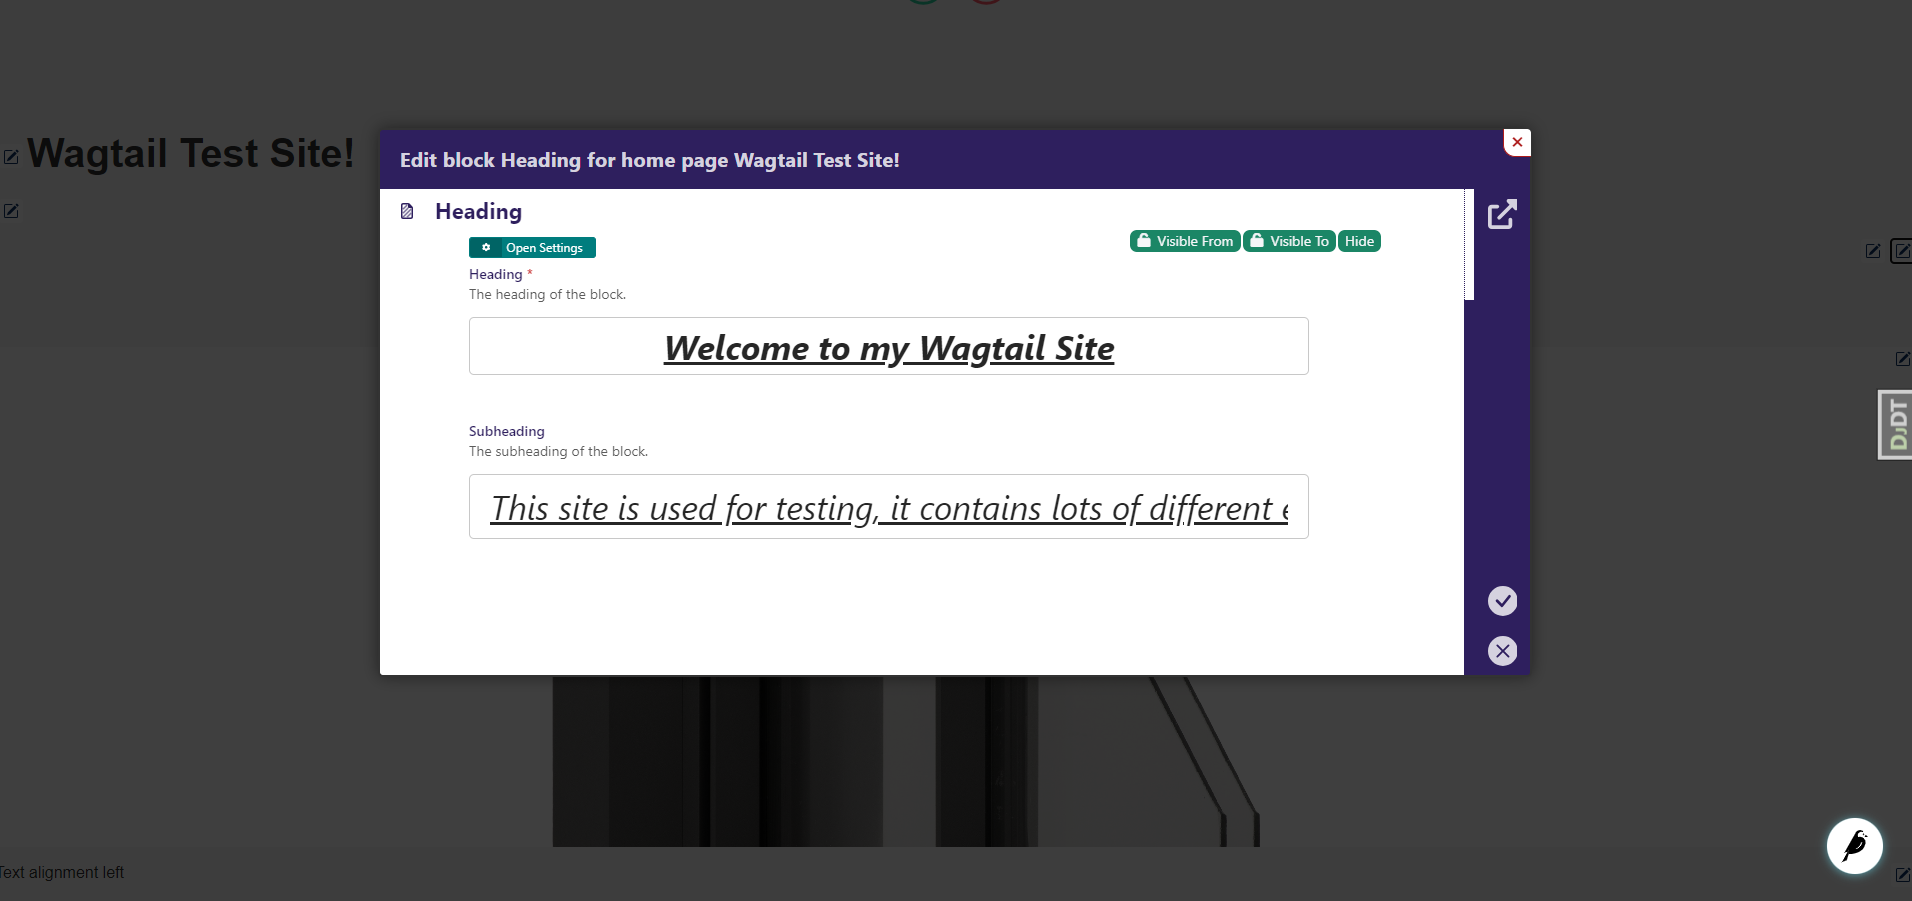 Wagtail Test Site!
Edit block Heading for home page Wagtail Test Site!
Heading
Open Settings
Visible From
Visible To
Hide
Heading *
The heading of the block.
Welcome to my Wagtail Site
Subheading
The subheading of the block.
This site is used for testing, it contains lots of different
DjDT
Text alignment left